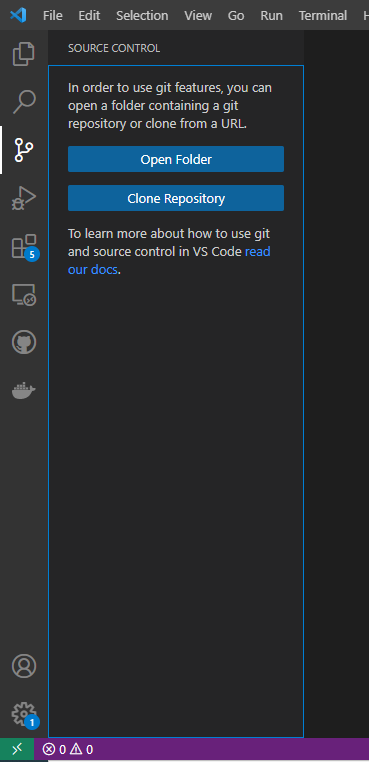 File Edit Selection View Go Run Terminal H
SOURCE CONTROL
In order to use git features, you can
open a folder containing a git
repository or clone from a URL.
Open Folder
Clone Repository
To learn more about how to use git
and source control in VS Code read
our docs.
5
1
0 0